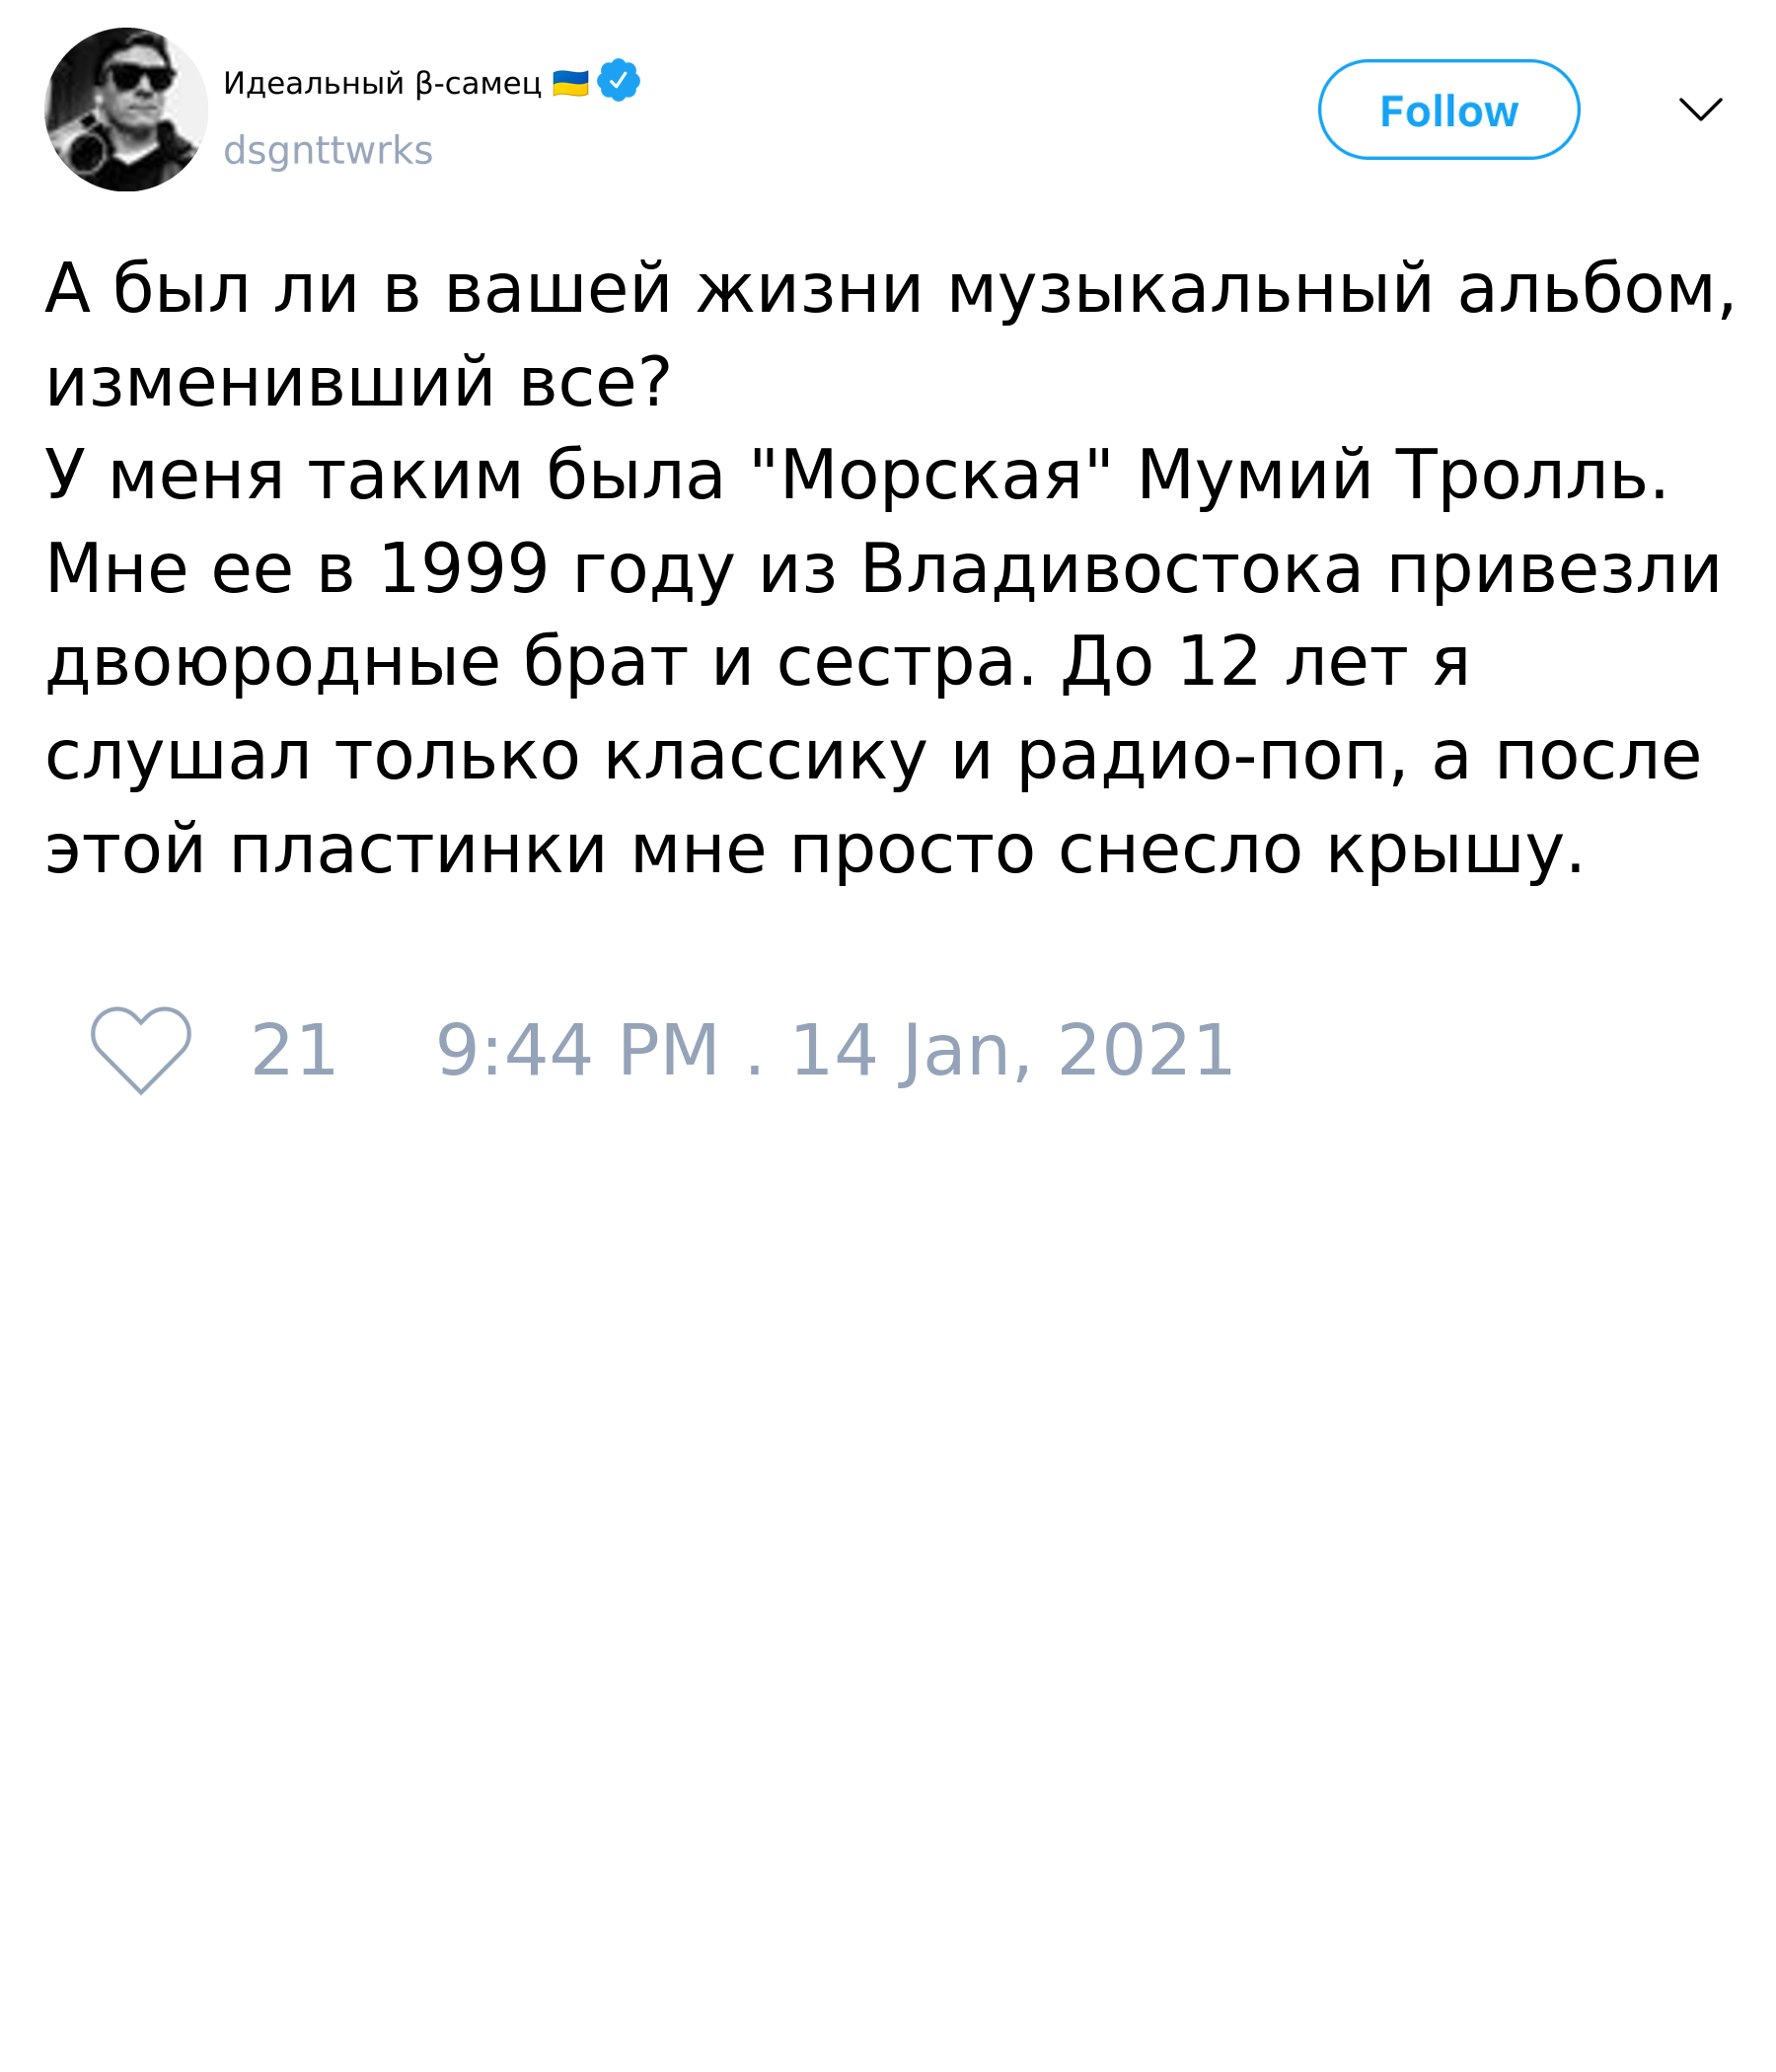 Идеальный β-самец 🇺🇦
dsgnttwrks
Follow
А был ли в вашей жизни музыкальный альбом,
изменивший все?
У меня таким была "Морская" Мумий Тролль.
Мне ее в 1999 году из Владивостока привезли
двоюродные брат и сестра. До 12 лет я
слушал только классику и радио-поп, а после
этой пластинки мне просто снесло крышу.
21 9:44 PM . 14 Jan, 2021